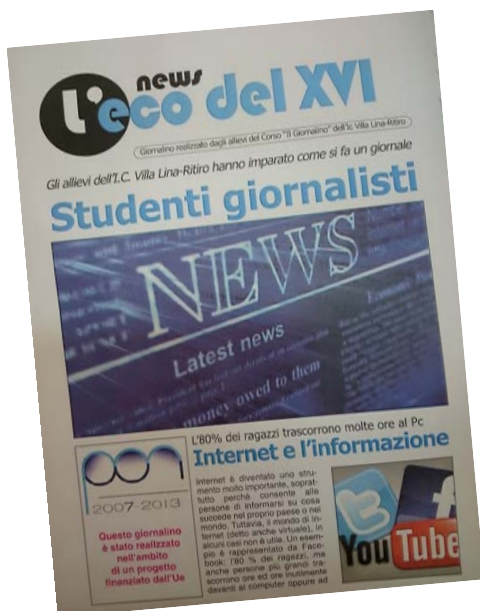 news
L'eco del XVI
Giornalino realizzato dagli allievi del Corso "Il Giornalino" dell'Ic Villa Lina-Ritiro
Gli allievi dell'I.C. Villa Lina-Ritiro hanno imparato come si fa un giornale
Studenti giornalisti
NEWS
Latest news
money owed to them
L'80% dei ragazzi trascorrono molte ore al Pc
Internet e l'informazione
pon
2007-2013
Questo giornalino
è stato realizzato
nell'ambito
di un progetto
finanziato dall'Ue
Internet è diventato uno stru-
mento molto importante, soprat-
tutto perché consente alle
persone di informarsi su cosa
succede nel proprio paese o nel
mondo. Tuttavia, il mondo di in-
ternet (detto anche virtuale), in
alcuni casi non è utile. Un esem-
pio è rappresentato da Face-
book: l'80 % dei ragazzi, ma
anche persone più grandi tra-
scorrono ore ed ore inutilmente
davanti al computer oppure ad
t
f
YouTube